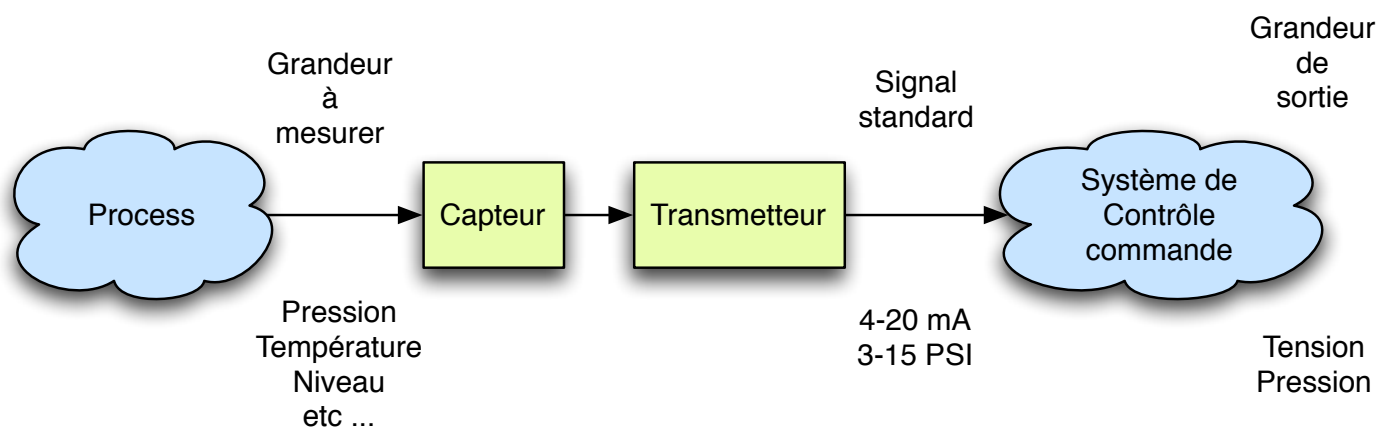 Grandeur
à
mesurer
Signal
standard
Grandeur
de
sortie
Process
Capteur
Transmetteur
Système de
Contrôle
commande
Pression
Température
Niveau
etc ...
4-20 mA
3-15 PSI
Tension
Pression